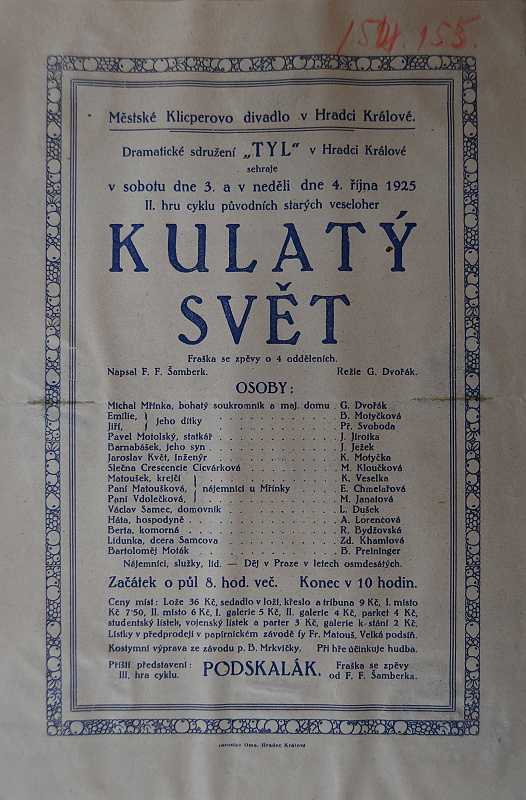 154. 155.
Městské Klicperovo divadlo v Hradci Králové.
Dramatické sdružení „TYL“ v Hradci Králové
sehraje
v sobotu dne 3. a v neděli dne 4. října 1925
II. hru cyklu původních starých veseloher
KULATÝ
SVĚT
Fraška se zpěvy o 4 odděleních.
Napsal F. F. Šamberk. Režie G. Dvořák.
OSOBY:
Michal Mřínka, bohatý soukromník a maj. domu . G. Dvořák
Emilie, } jeho dítky . . . . . . . . B. Motyčková
Jiří, } Př. Svoboda
Pavel Motolský, statkář . . . . . . . . J. Jirotka
Barnabášek, jeho syn . . . . . . . . J. Ježek
Jaroslav Květ, inženýr . . . . . . . . K. Motyčka
Slečna Crescencie Cicvárková . . . . . . . . M. Kloučková
Matoušek, krejčí } K. Veselka
Paní Matoušková, } nájemníci u Mřínky . . . . E. Chmelařová
Paní Vdolečková, } M. Janatová
Václav Samec, domovník . . . . . . . . L. Dušek
Háta, hospodyně . . . . . . . . A. Lorencová
Berta, komorná . . . . . . . . R. Bydžovská
Lidunka, dcera Samcova . . . . . . . . Zd. Khamlová
Bartoloměj Moták . . . . . . . . B. Preininger
Nájemníci, služky, lid. — Děj v Praze v letech osmdesátých.
Začátek o půl 8. hod. več. Konec v 10 hodin.
Ceny míst: Lože 36 Kč, sedadlo v loži, křeslo a tribuna 9 Kč, I. místo
Kč 7·50, II. místo 6 Kč, I. galerie 5 Kč, II. galerie 4 Kč, parket 4 Kč,
studentský lístek, vojenský lístek a parter 3 Kč, galerie k stání 2 Kč.
Lístky v předprodeji v papírnickém závodě fy Fr. Matouš, Velká podsíň.
Kostymní výprava ze závodu p. B. Mrkvičky. Při hře účinkuje hudba.
Příští představení: PODSKALÁK. Fraška se zpěvy
III. hra cyklu. od F. F. Šamberka.
Jaroslav Oma, Hradec Králové